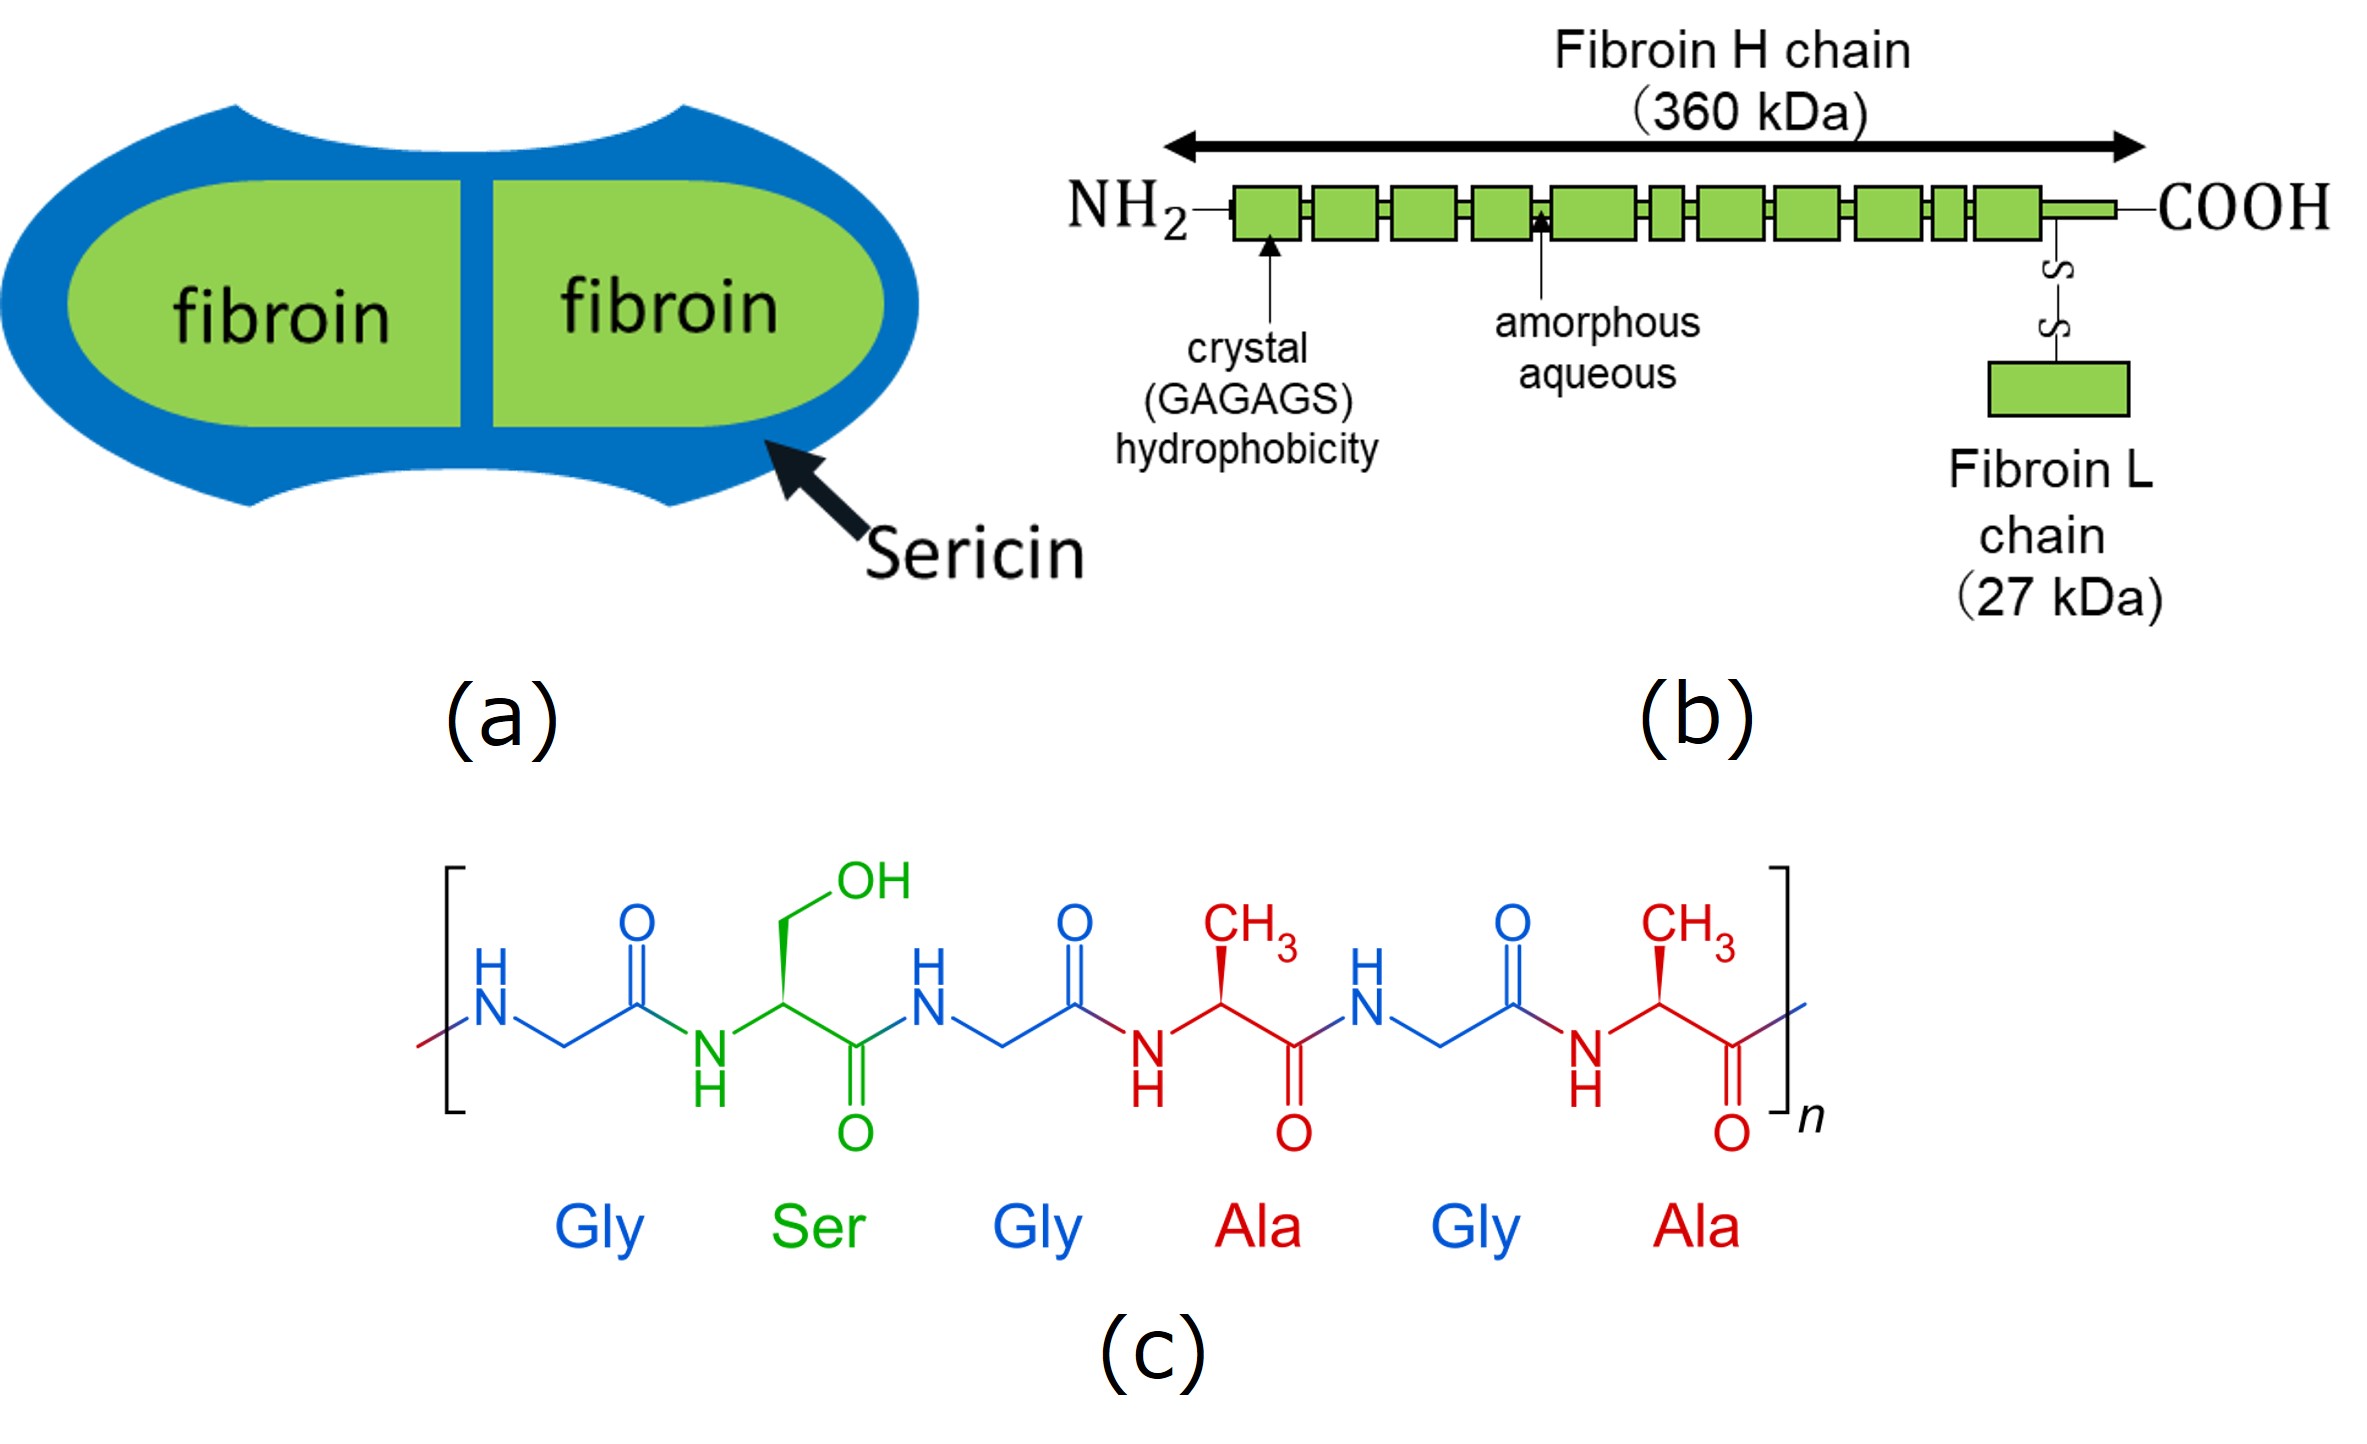 fibroin
fibroin
Sericin
(a)
Fibroin H chain
(360 kDa)
NH2
COOH
crystal
(GAGAGS)
hydrophobicity
amorphous
aqueous
S
S
Fibroin L
chain
(27 kDa)
(b)
OH
O
O
CH3
O
CH3
H
N
H
N
H
N
N
H
N
H
N
H
O
O
O
n
Gly Ser Gly Ala Gly Ala
(c)